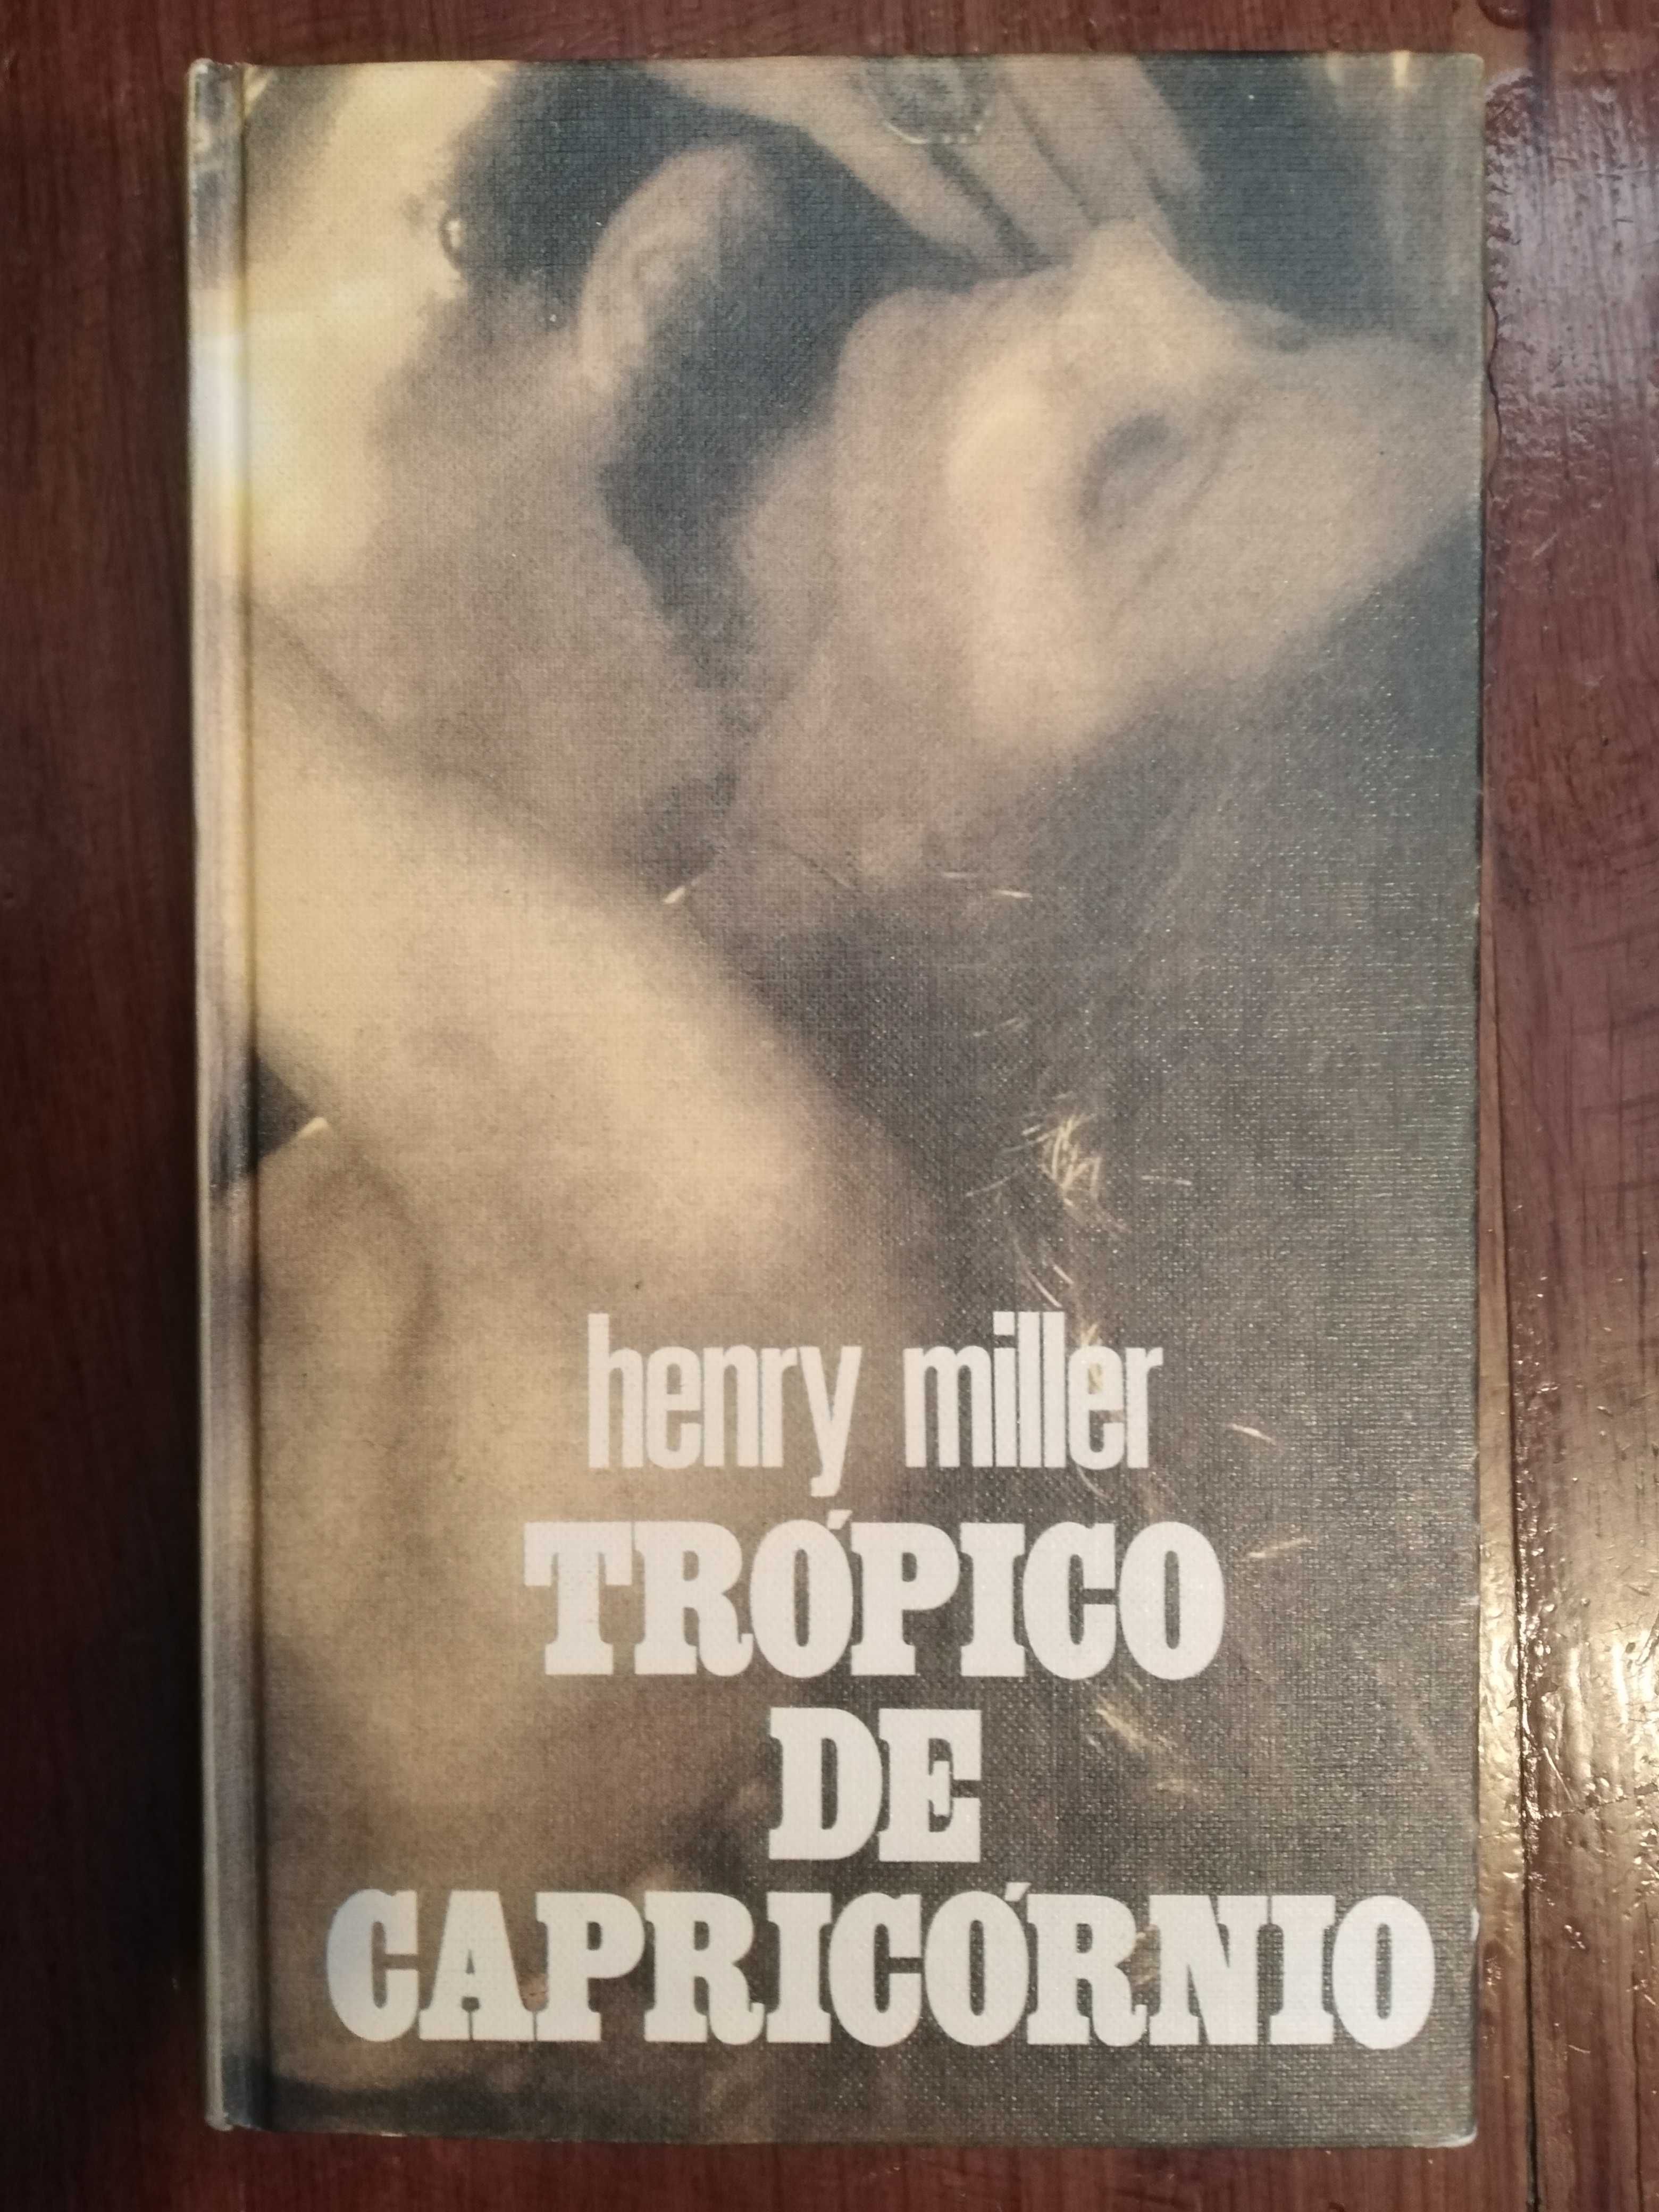 henry miller
TRÓPICO
DE
CAPRICÓRNIO